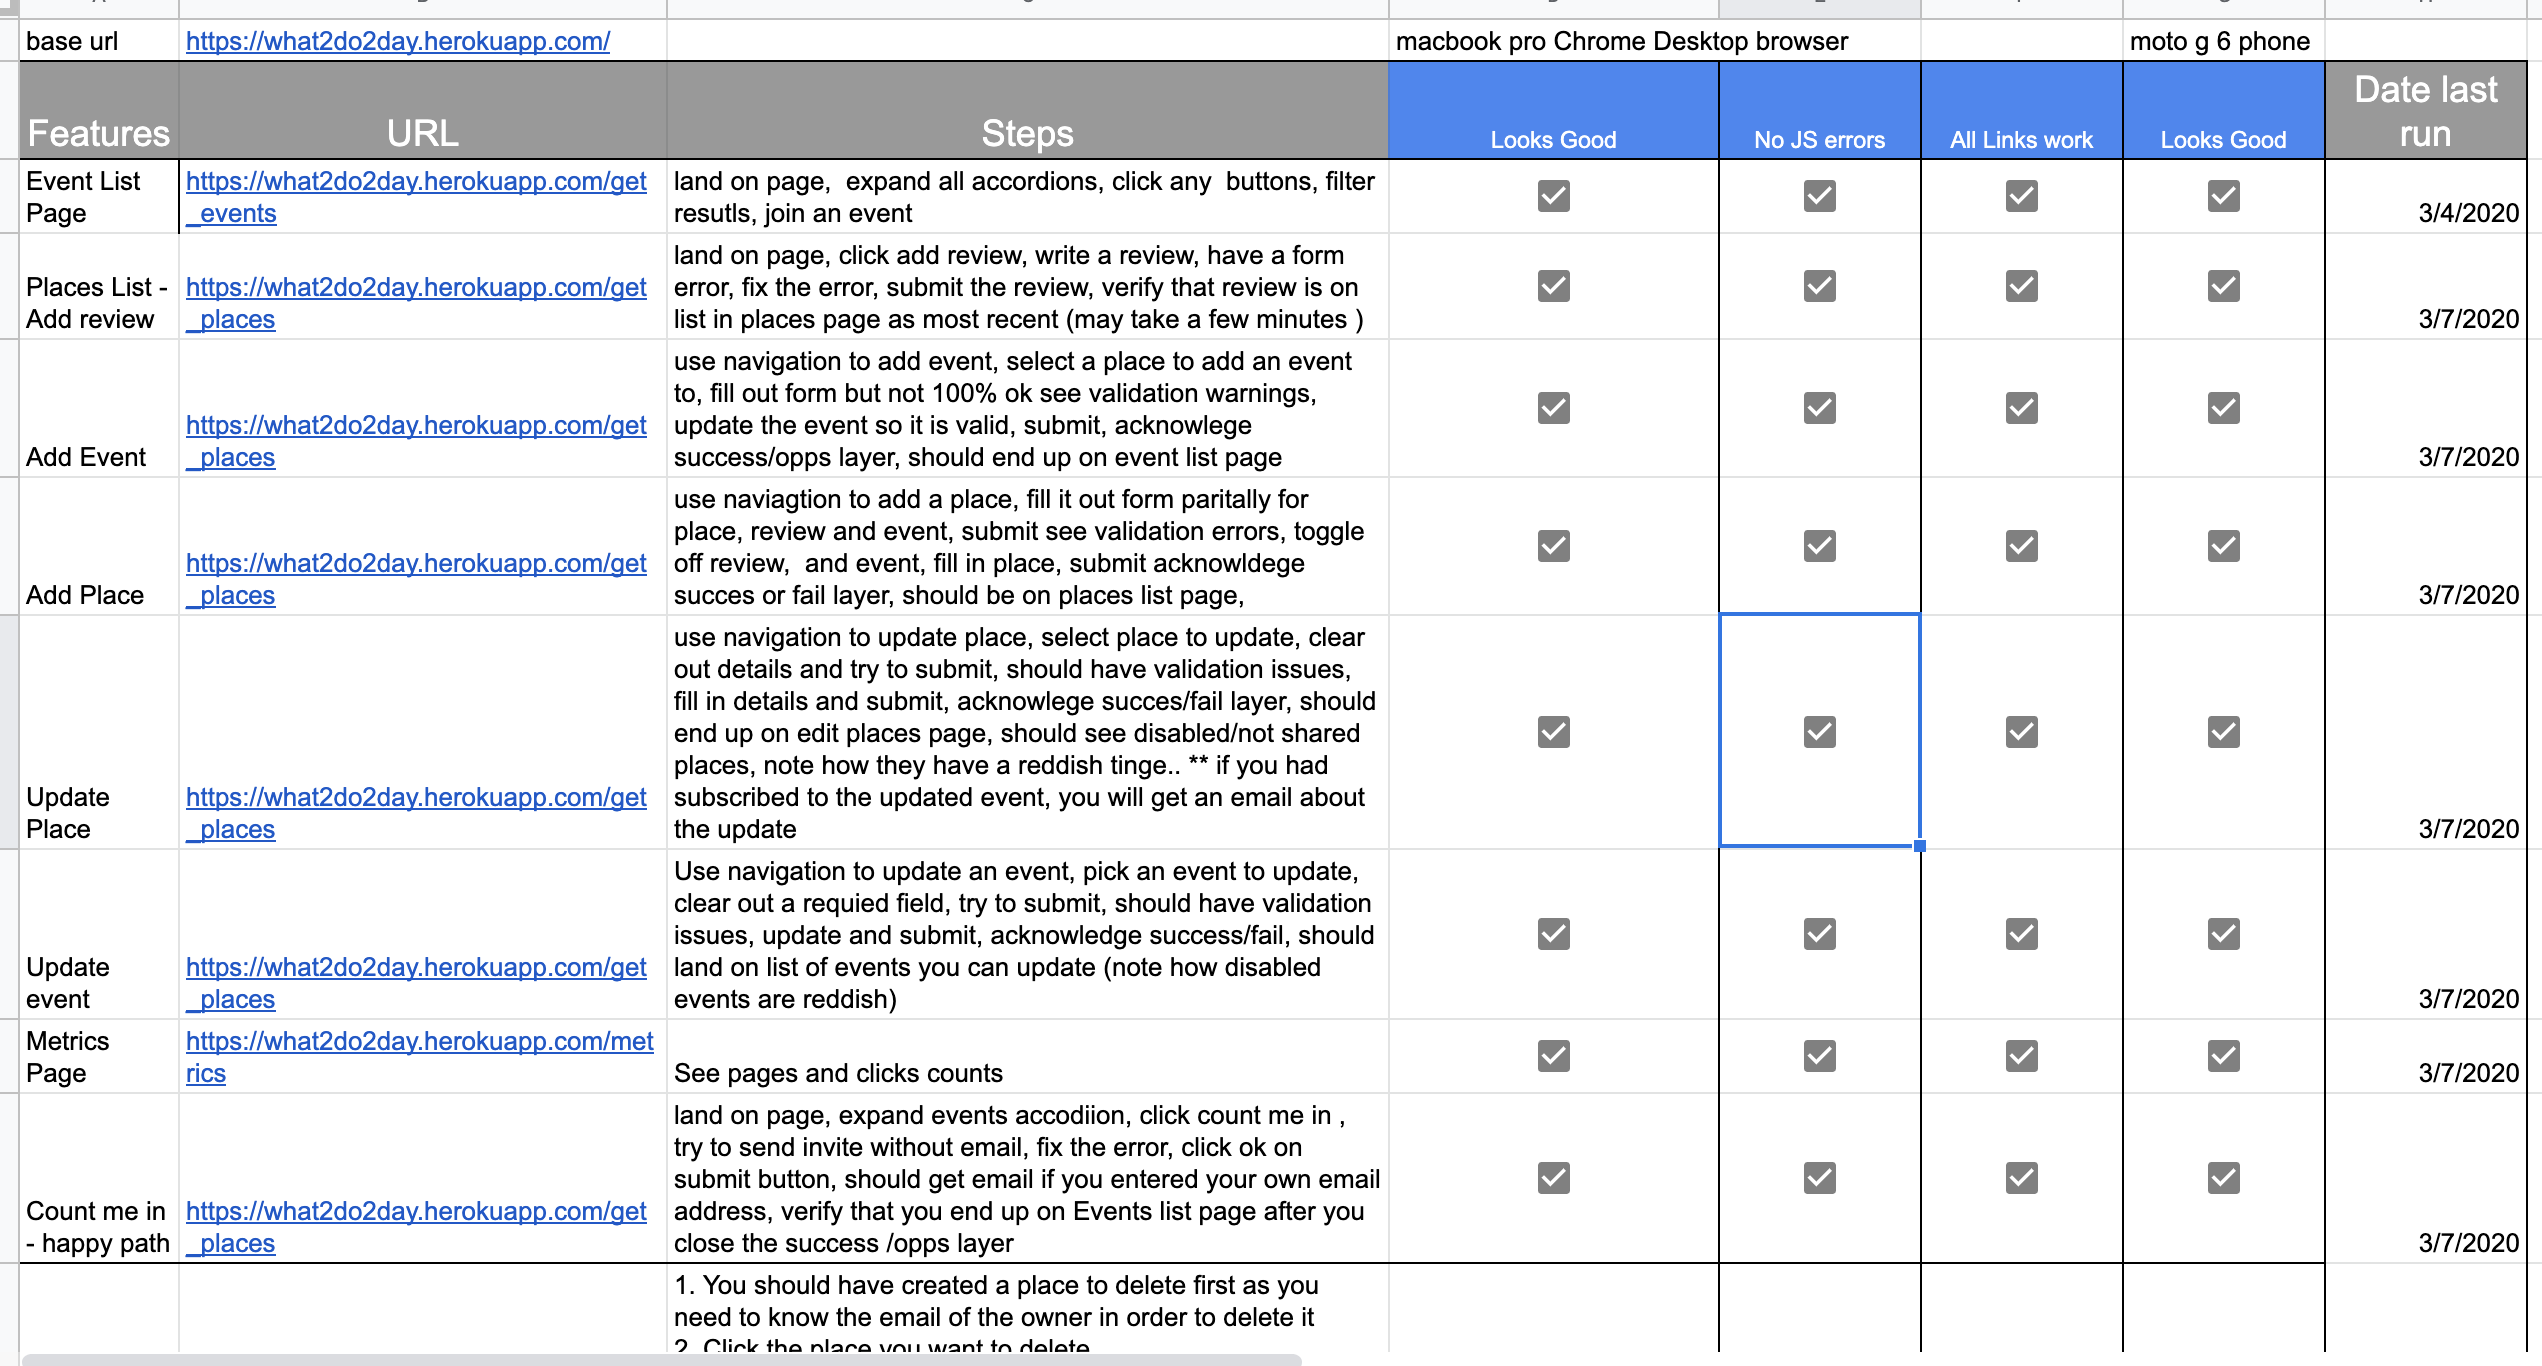 base url https://what2do2day.herokuapp.com/ macbook pro Chrome Desktop browser moto g 6 phone
Features URL Steps Looks Good No JS errors All Links work Looks Good Date last
run
Event List
Page
https://what2do2day.herokuapp.com/get
_events
land on page,  expand all accordions, click any  buttons, filter
resutls, join an event
3/4/2020
Places List -
Add review
https://what2do2day.herokuapp.com/get
_places
land on page, click add review, write a review, have a form
error, fix the error, submit the review, verify that review is on
list in places page as most recent (may take a few minutes )
3/7/2020
Add Event
https://what2do2day.herokuapp.com/get
_places
use navigation to add event, select a place to add an event
to, fill out form but not 100% ok see validation warnings,
update the event so it is valid, submit, acknowlege
success/opps layer, should end up on event list page
3/7/2020
Add Place
https://what2do2day.herokuapp.com/get
_places
use naviagtion to add a place, fill it out form paritally for
place, review and event, submit see validation errors, toggle
off review,  and event, fill in place, submit acknowldege
succes or fail layer, should be on places list page,
3/7/2020
Update
Place
https://what2do2day.herokuapp.com/get
_places
use navigation to update place, select place to update, clear
out details and try to submit, should have validation issues,
fill in details and submit, acknowlege succes/fail layer, should
end up on edit places page, should see disabled/not shared
places, note how they have a reddish tinge.. ** if you had
subscribed to the updated event, you will get an email about
the update
3/7/2020
Update
event
https://what2do2day.herokuapp.com/get
_places
Use navigation to update an event, pick an event to update,
clear out a requied field, try to submit, should have validation
issues, update and submit, acknowledge success/fail, should
land on list of events you can update (note how disabled
events are reddish)
3/7/2020
Metrics
Page
https://what2do2day.herokuapp.com/met
rics
See pages and clicks counts
3/7/2020
Count me in
- happy path
https://what2do2day.herokuapp.com/get
_places
land on page, expand events accodiion, click count me in ,
try to send invite without email, fix the error, click ok on
submit button, should get email if you entered your own email
address, verify that you end up on Events list page after you
close the success /opps layer
3/7/2020
1. You should have created a place to delete first as you
need to know the email of the owner in order to delete it
2. Click the place you want to delete